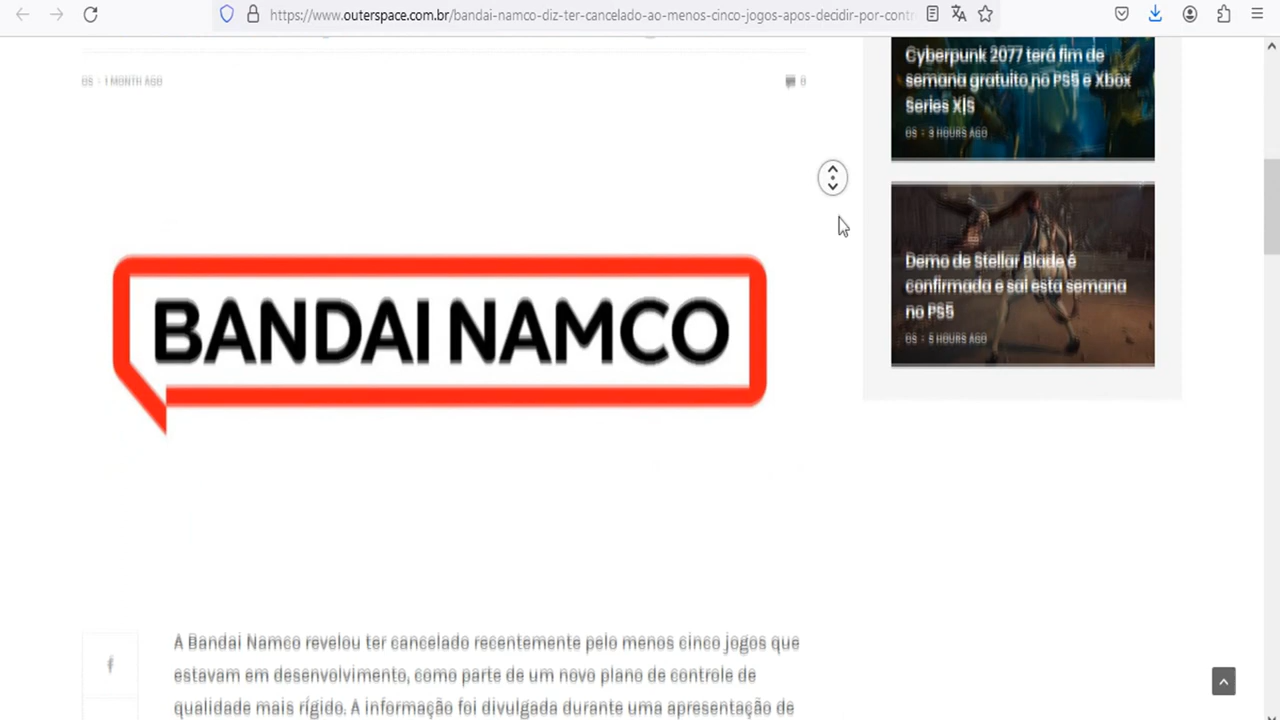 https://www.outerspace.com.br/bandai-namco-diz-ter-cancelado-ao-menos-cinco-jogos-apos-decidir-por-contr
OS - 1 MONTH AGO
0
Cyberpunk 2077 terá fim de
semana gratuito no PS5 e Xbox
Series X|S
OS - 3 HOURS AGO
BANDAI NAMCO
Demo de Stellar Blade é
confirmada e sai esta semana
no PS5
OS - 5 HOURS AGO
A Bandai Namco revelou ter cancelado recentemente pelo menos cinco jogos que
estavam em desenvolvimento, como parte de um novo plano de controle de
qualidade mais rígido. A informação foi divulgada durante uma apresentação de